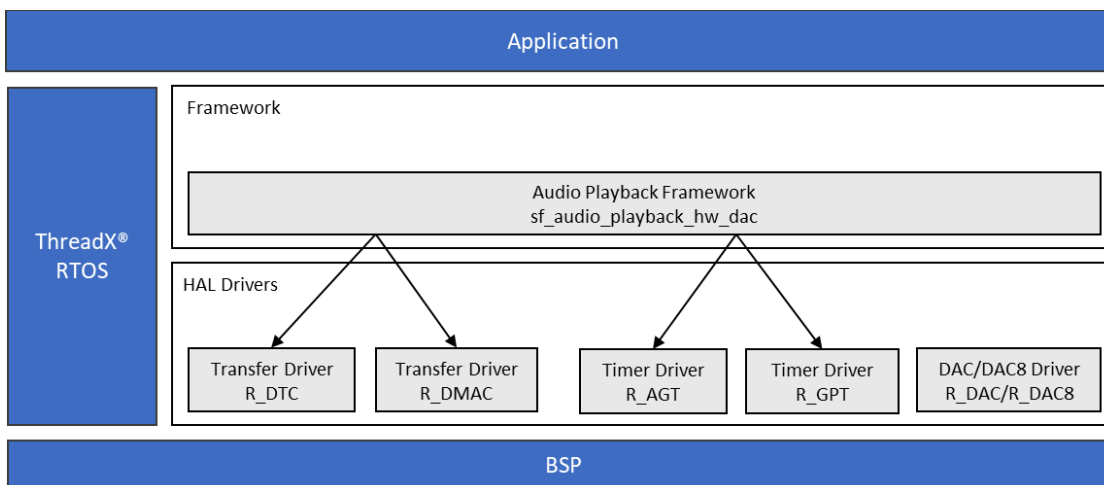 Application
ThreadX®
RTOS
Framework
Audio Playback Framework
sf_audio_playback_hw_dac
HAL Drivers
Transfer Driver
R_DTC
Transfer Driver
R_DMAC
Timer Driver
R_AGT
Timer Driver
R_GPT
DAC/DAC8 Driver
R_DAC/R_DAC8
BSP